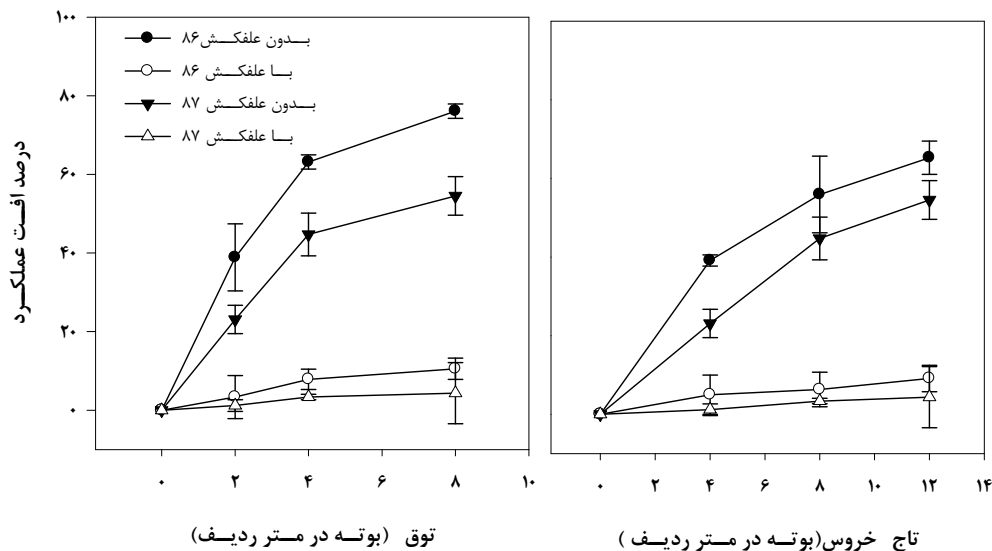 ۱۰۰
۸۰
۶۰
۴۰
۲۰
۰
درصد افت عملکرد
بدون علفکش۸۶
با علفکش ۸۶
بدون علفکش ۸۷
با علفکش ۸۷
۰ ۲ ۴ ۶ ۸ ۱۰
توق (بوته در متر ردیف)
۰ ۲ ۴ ۶ ۸ ۱۰ ۱۲ ۱۴
تاج خروس(بوته در متر ردیف )